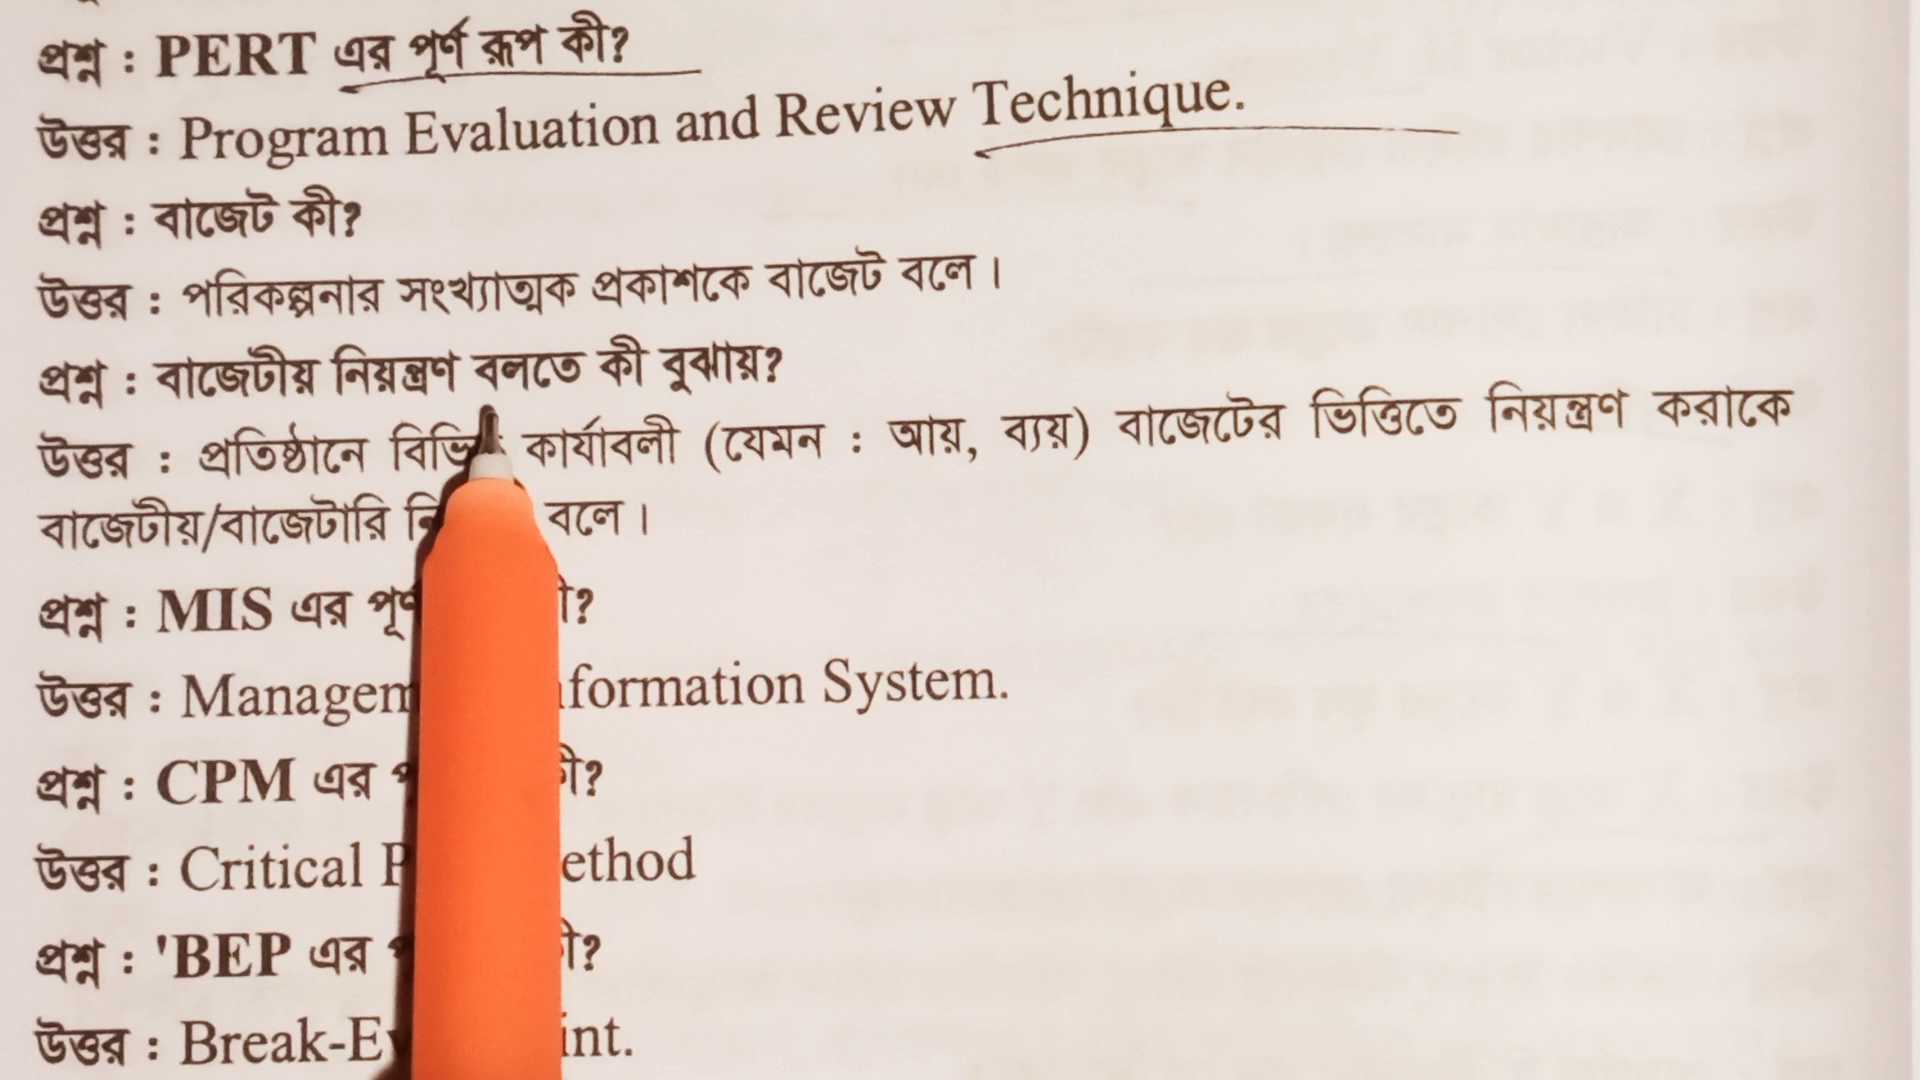 প্রশ্ন : PERT এর পূর্ণ রূপ কী?
উত্তর : Program Evaluation and Review Technique.
প্রশ্ন : বাজেট কী?
উত্তর : পরিকল্পনার সংখ্যাত্মক প্রকাশকে বাজেট বলে।
প্রশ্ন : বাজেটীয় নিয়ন্ত্রণ বলতে কী বুঝায়?
উত্তর : প্রতিষ্ঠানে কার্যাবলী (যেমন : আয়, ব্যয়) বাজেটের ভিত্তিতে নিয়ন্ত্রণ করাকে
বাজেটীয়/বাজেটারি বলে।
প্রশ্ন : MIS এর
উত্তর : System.
প্রশ্ন : CPM এর
উত্তর : Critical
প্রশ্ন : 'BEP এর
উত্তর :